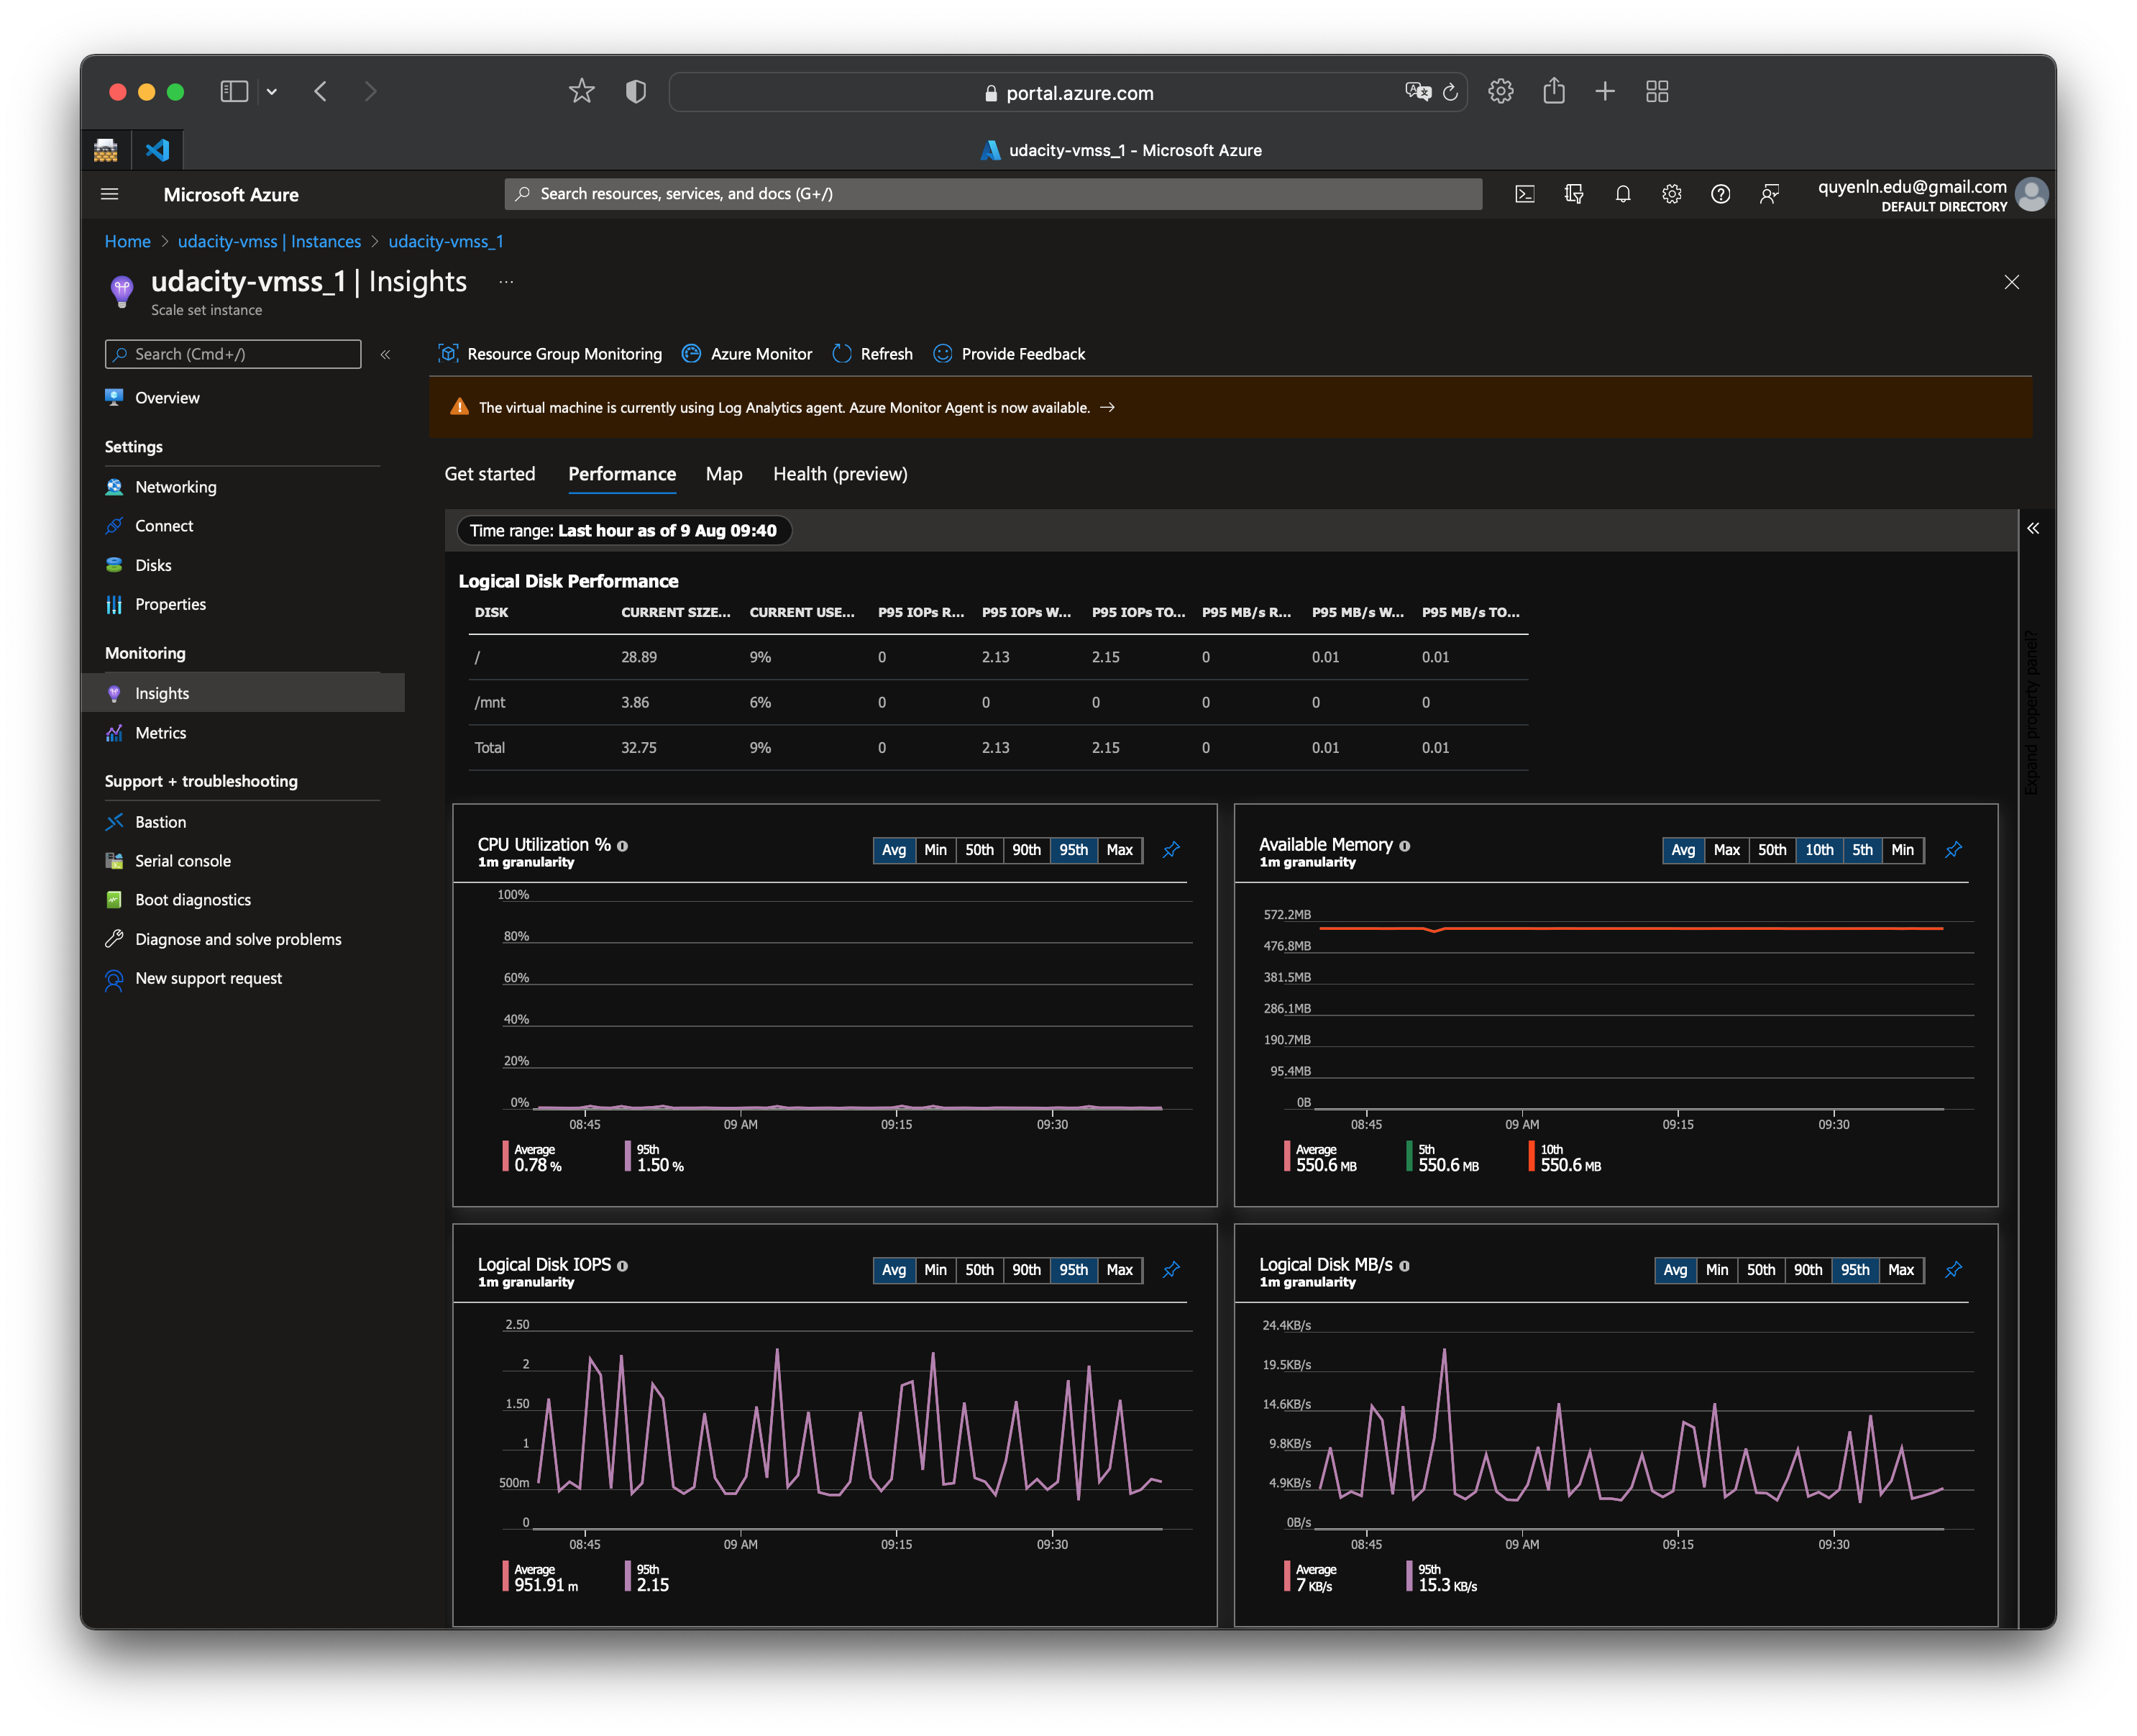 portal.azure.com
udacity-vmss_1 - Microsoft Azure
Microsoft Azure
Search resources, services, and docs (G+/)
quyenln.edu@gmail.com
DEFAULT DIRECTORY
Home > udacity-vmss | Instances > udacity-vmss_1
udacity-vmss_1 | Insights ...
Scale set instance
Search (Cmd+/)
Overview
Settings
Networking
Connect
Disks
Properties
Monitoring
Insights
Metrics
Support + troubleshooting
Bastion
Serial console
Boot diagnostics
Diagnose and solve problems
New support request
Resource Group Monitoring Azure Monitor Refresh Provide Feedback
The virtual machine is currently using Log Analytics agent. Azure Monitor Agent is now available. →
Get started Performance Map Health (preview)
Time range: Last hour as of 9 Aug 09:40
Expand property panel?
Logical Disk Performance
DISK CURRENT SIZE... CURRENT USE... P95 IOPs R... P95 IOPs W... P95 IOPs TO... P95 MB/s R... P95 MB/s W... P95 MB/s TO...
/ 28.89 9% 0 2.13 2.15 0 0.01 0.01
/mnt 3.86 6% 0 0 0 0 0 0
Total 32.75 9% 0 2.13 2.15 0 0.01 0.01
CPU Utilization %
1m granularity
Avg Min 50th 90th 95th Max
100%
80%
60%
40%
20%
0%
08:45 09 AM 09:15 09:30
Average 95th
0.78 % 1.50 %
Available Memory
1m granularity
Avg Max 50th 10th 5th Min
572.2MB
476.8MB
381.5MB
286.1MB
190.7MB
95.4MB
0B
08:45 09 AM 09:15 09:30
Average 5th 10th
550.6 MB 550.6 MB 550.6 MB
Logical Disk IOPS
1m granularity
Avg Min 50th 90th 95th Max
2.50
2
1.50
1
500m
0
08:45 09 AM 09:15 09:30
Average 95th
951.91 m 2.15
Logical Disk MB/s
1m granularity
Avg Min 50th 90th 95th Max
24.4KB/s
19.5KB/s
14.6KB/s
9.8KB/s
4.9KB/s
0B/s
08:45 09 AM 09:15 09:30
Average 95th
7 KB/s 15.3 KB/s